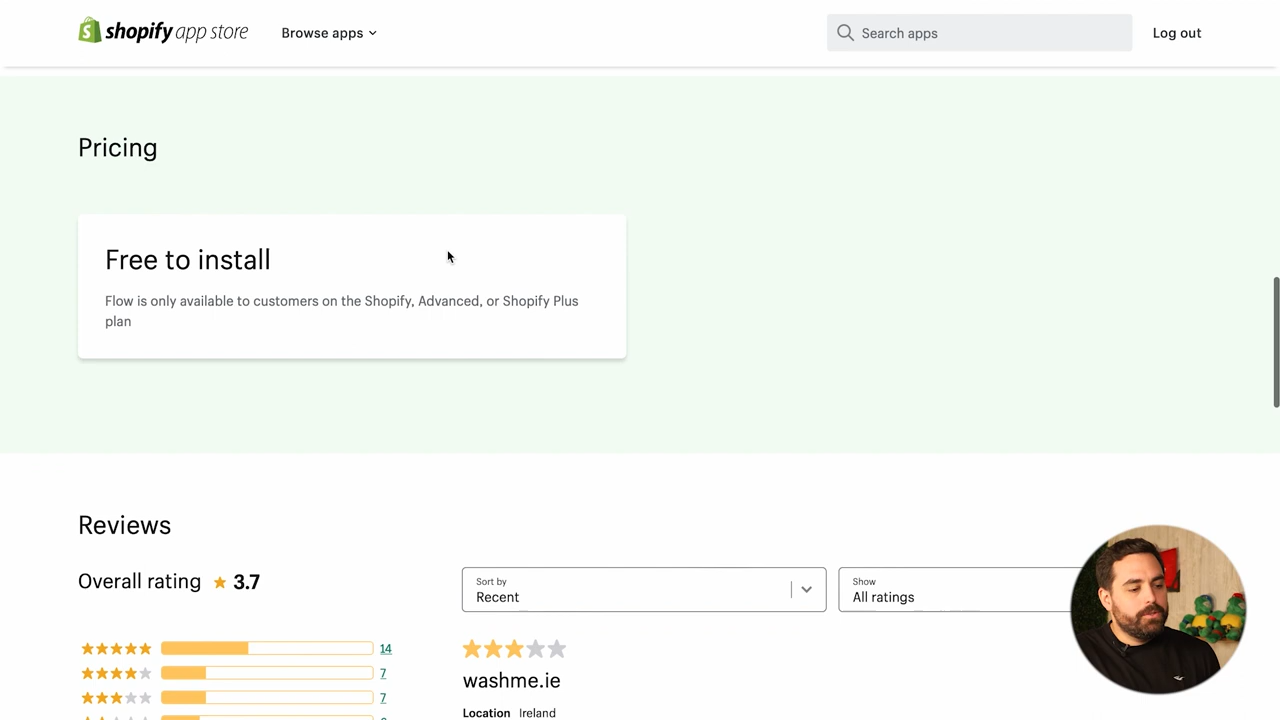 shopify app store
Browse apps
Search apps
Log out
Pricing
Free to install
Flow is only available to customers on the Shopify, Advanced, or Shopify Plus
plan
Reviews
Overall rating 3.7
Sort by
Recent
Show
All ratings
14
7
7
washme.ie
Location Ireland